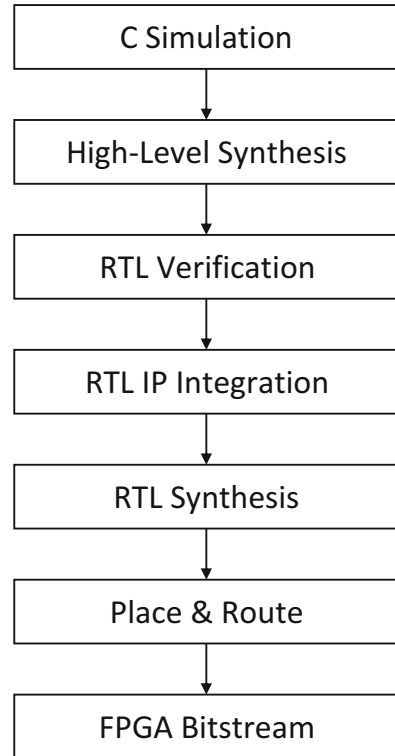 C Simulation
High-Level Synthesis
RTL Verification
RTL IP Integration
RTL Synthesis
Place & Route
FPGA Bitstream